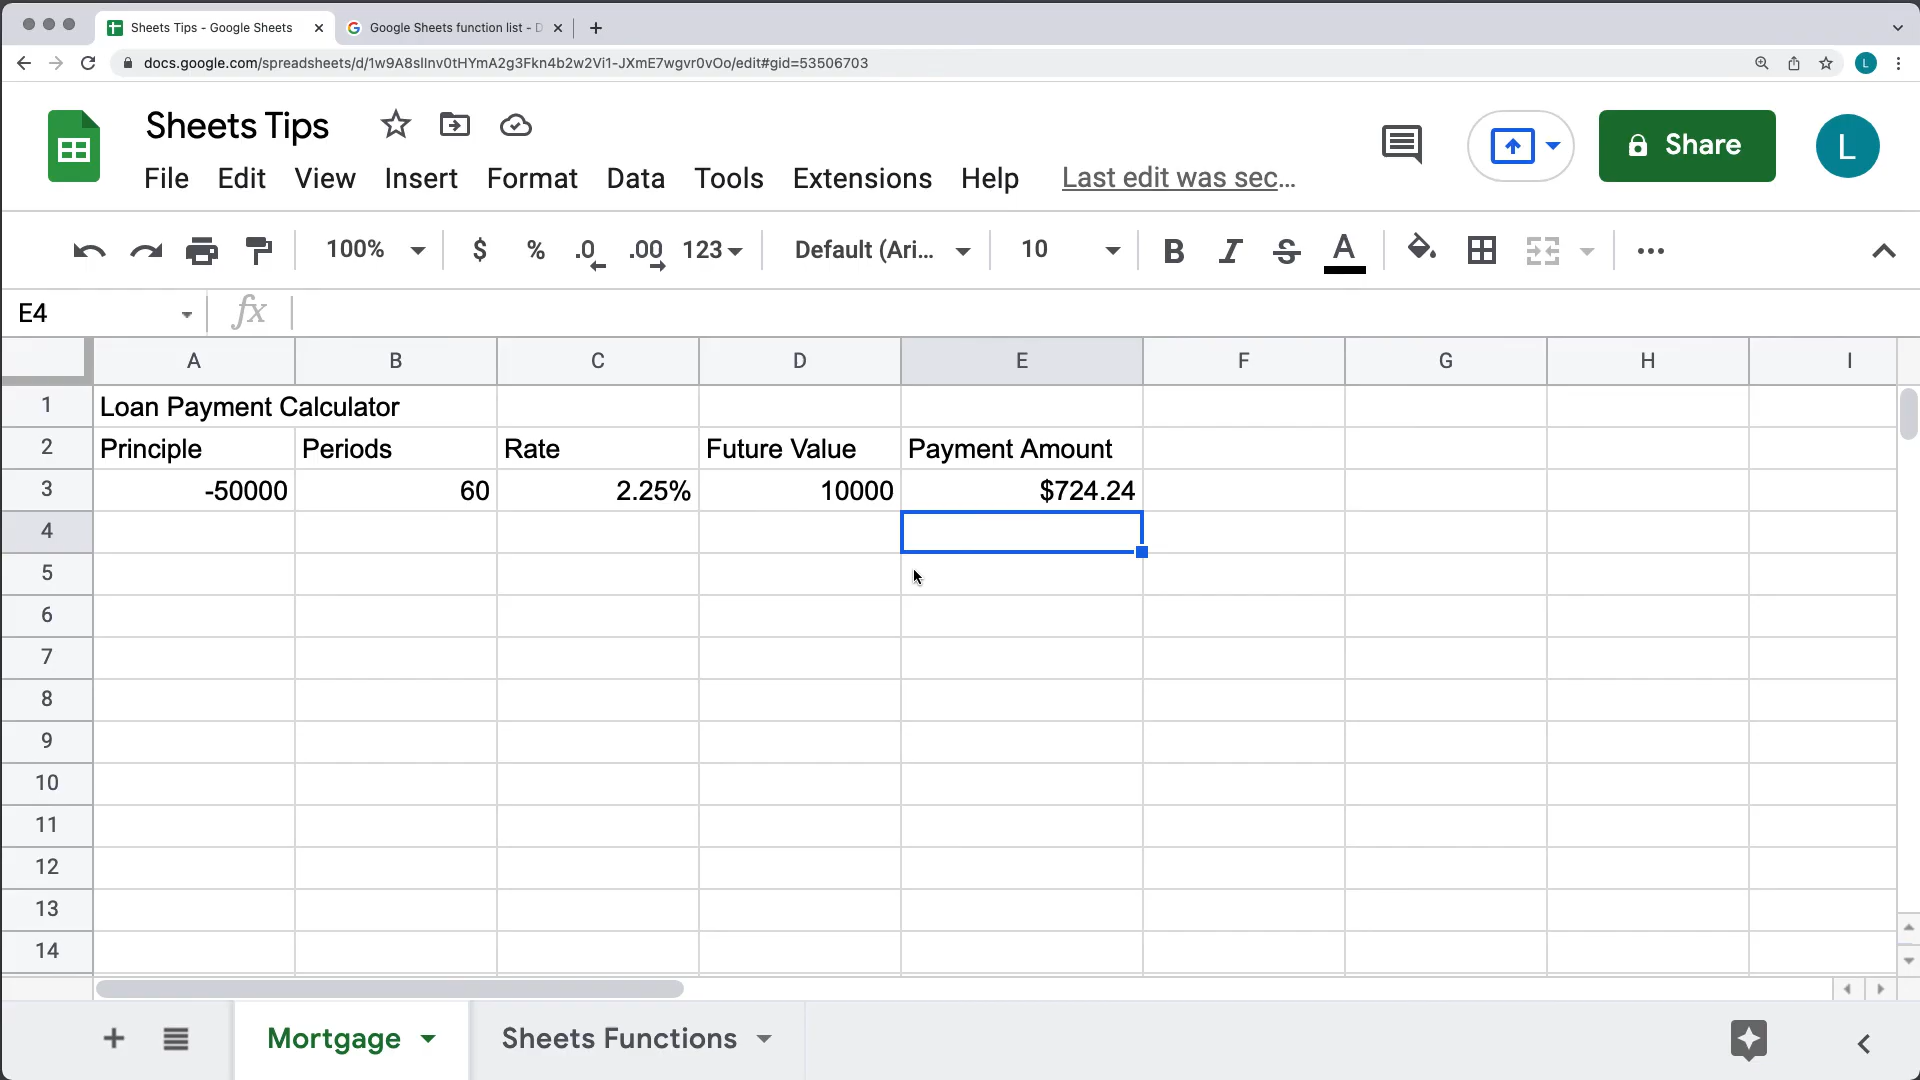 Sheets Tips - Google Sheets
Google Sheets function list - D
docs.google.com/spreadsheets/d/1w9A8sIlnv0tHYmA2g3Fkn4b2w2Vi1-JXmE7wgvr0vOo/edit#gid=53506703
L
Sheets Tips
File Edit View Insert Format Data Tools Extensions Help Last edit was sec...
Share
L
100% $ % .0 .00 123 Default (Ari... 10 B I S A
E4 fx
A B C D E F G H I
1 Loan Payment Calculator
2 Principle Periods Rate Future Value Payment Amount
3 -50000 60 2.25% 10000 $724.24
4
5
6
7
8
9
10
11
12
13
14
Mortgage Sheets Functions